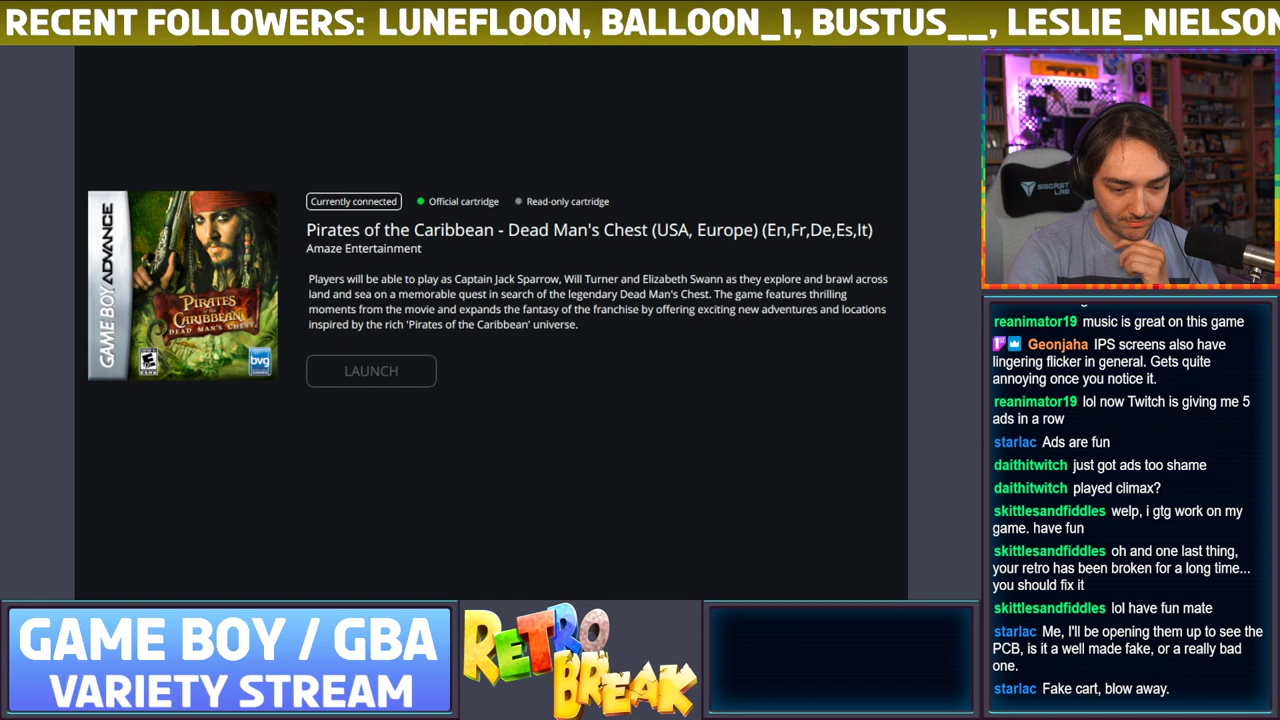 RECENT FOLLOWERS: LUNEFLOON, BALLOON_1, BUSTUS__, LESLIE_NIELSON
GAME BOY ADVANCE
PIRATES
of the
CARIBBEAN
DEAD MAN'S CHEST
E
bvg
Currently connected
Official cartridge
Read-only cartridge
Pirates of the Caribbean - Dead Man's Chest (USA, Europe) (En,Fr,De,Es,It)
Amaze Entertainment
Players will be able to play as Captain Jack Sparrow, Will Turner and Elizabeth Swann as they explore and brawl across
land and sea on a memorable quest in search of the legendary Dead Man's Chest. The game features thrilling
moments from the movie and expands the fantasy of the franchise by offering exciting new adventures and locations
inspired by the rich 'Pirates of the Caribbean' universe.
LAUNCH
SECRET
LAB
reanimator19 music is great on this game
Geonjaha IPS screens also have
lingering flicker in general. Gets quite
annoying once you notice it.
reanimator19 lol now Twitch is giving me 5
ads in a row
starlac Ads are fun
daithitwitch just got ads too shame
daithitwitch played climax?
skittlesandfiddles welp, i gtg work on my
game. have fun
skittlesandfiddles oh and one last thing,
your retro has been broken for a long time...
you should fix it
skittlesandfiddles lol have fun mate
starlac Me, I'll be opening them up to see the
PCB, is it a well made fake, or a really bad
one.
starlac Fake cart, blow away.
GAME BOY / GBA
VARIETY STREAM
RETRO
BREAK